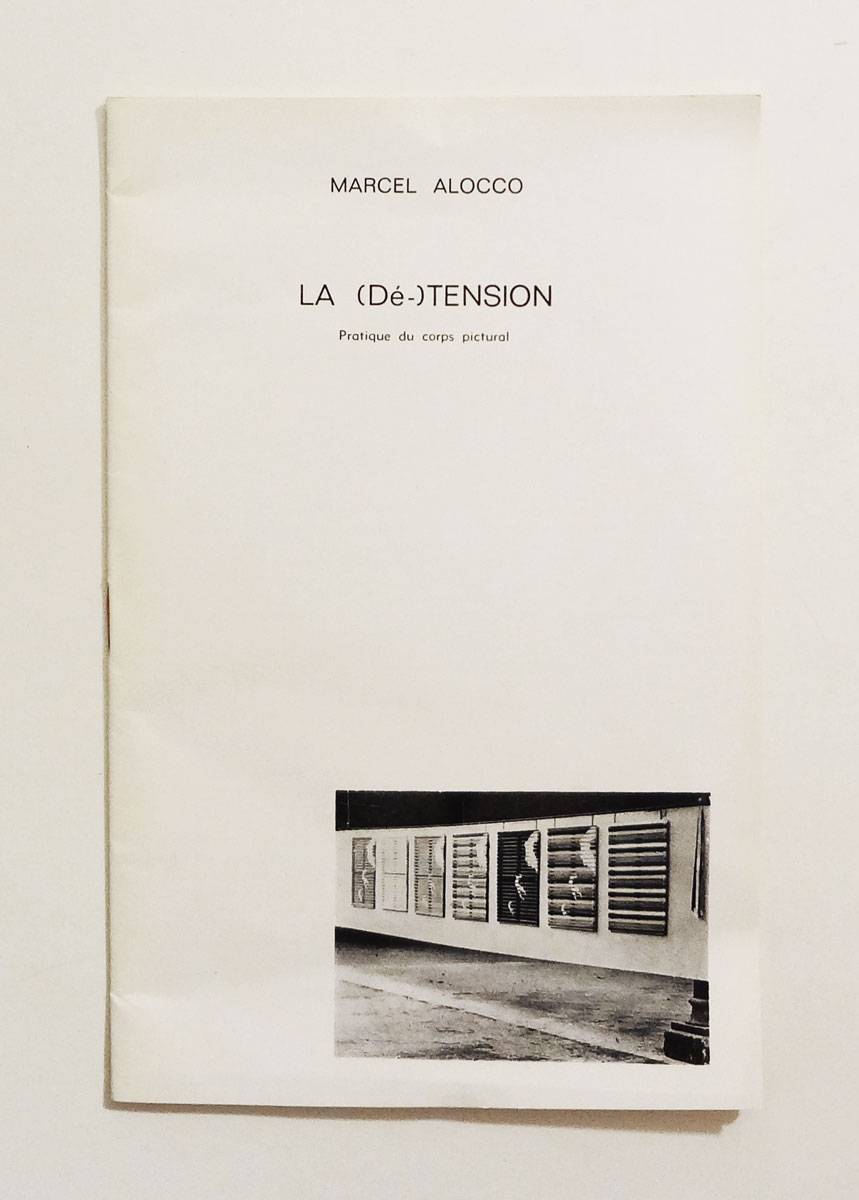 MARCEL ALOCCO
LA (Dé-)TENSION
Pratique du corps pictural